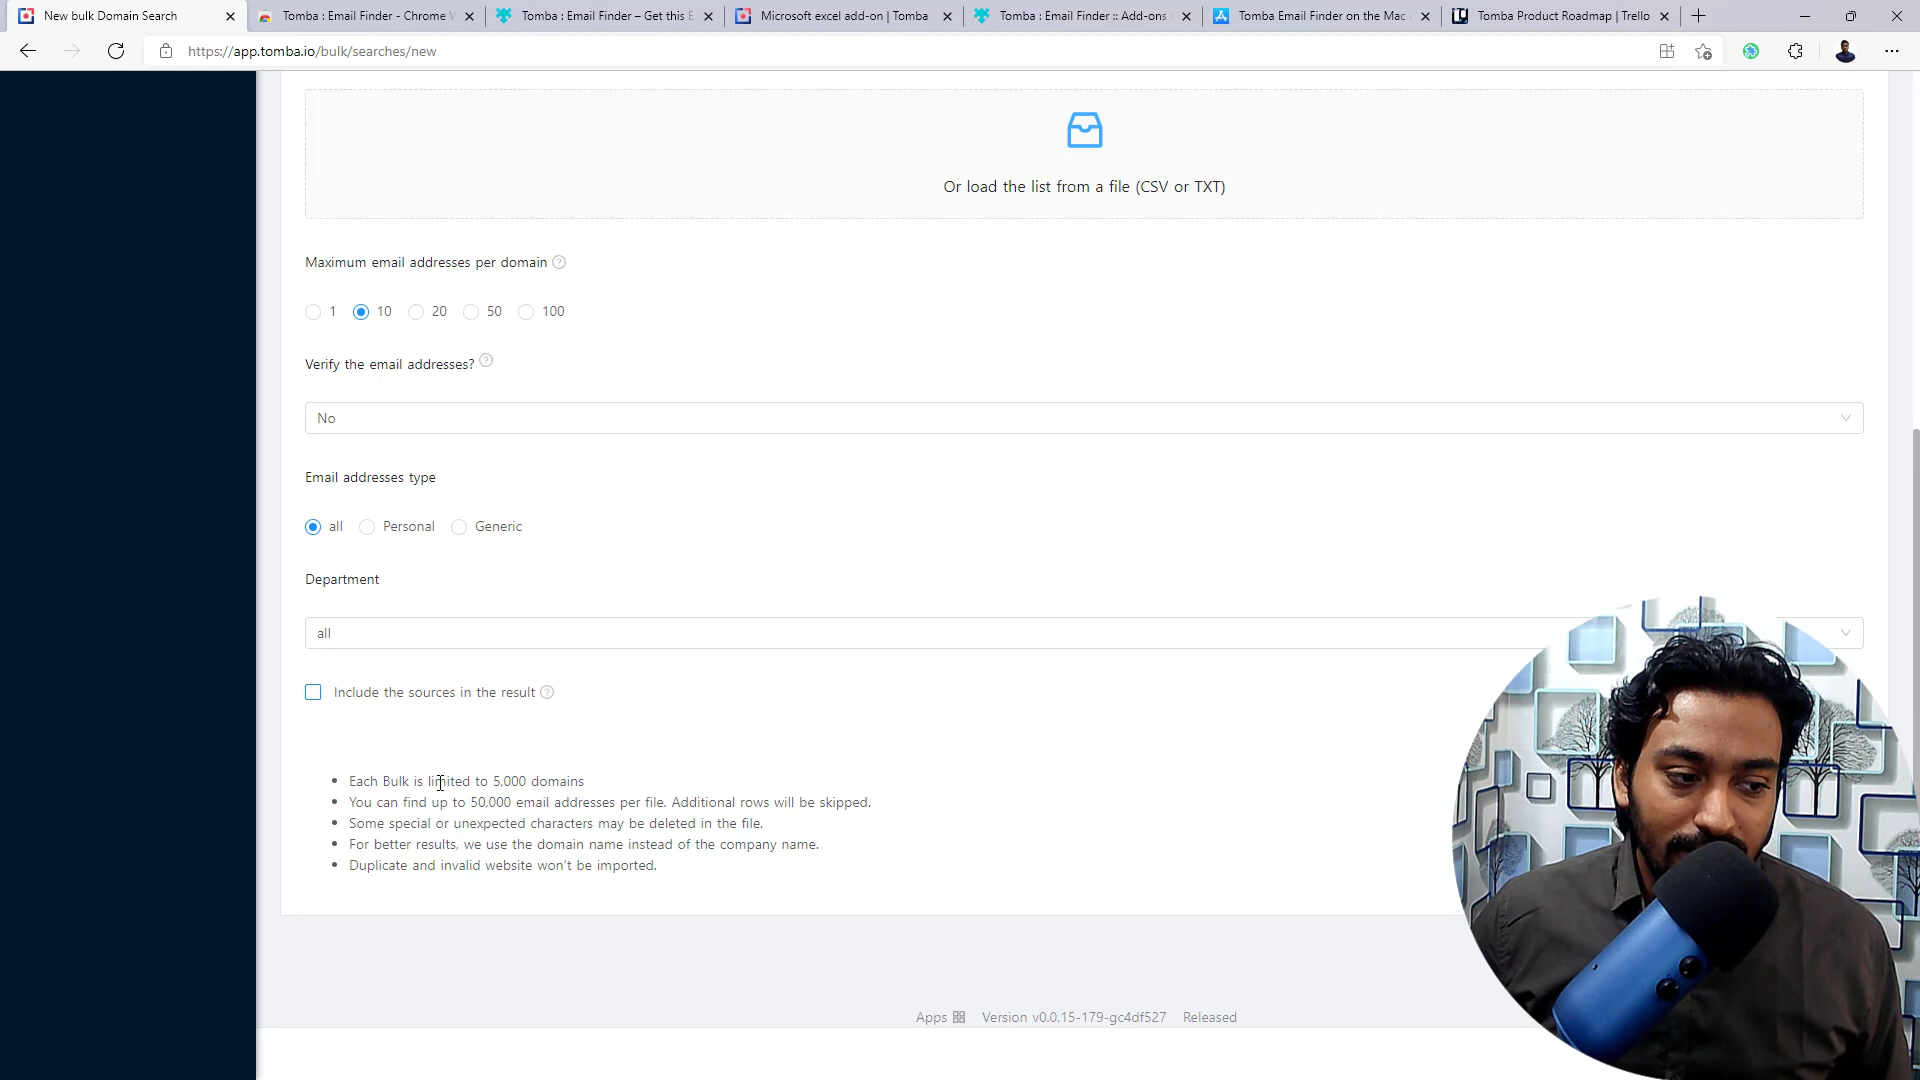 New bulk Domain Search
Tomba : Email Finder - Chrome
Tomba : Email Finder – Get this E
Microsoft excel add-on | Tomba
Tomba : Email Finder :: Add-ons
Tomba Email Finder on the Mac
Tomba Product Roadmap | Trello
https://app.tomba.io/bulk/searches/new
Or load the list from a file (CSV or TXT)
Maximum email addresses per domain ?
1 10 20 50 100
Verify the email addresses? ?
No
Email addresses type
all Personal Generic
Department
all
Include the sources in the result ?
• Each Bulk is limited to 5,000 domains
• You can find up to 50,000 email addresses per file. Additional rows will be skipped.
• Some special or unexpected characters may be deleted in the file.
• For better results, we use the domain name instead of the company name.
• Duplicate and invalid website won't be imported.
Apps Version v0.0.15-179-gc4df527 Released